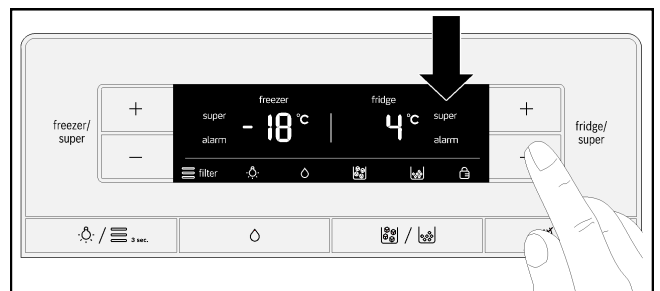 freezer fridge
super super
- 18 °C 4 °C
alarm alarm
filter
freezer/
super
+
−
+
fridge/
super
/ 3 sec.
/